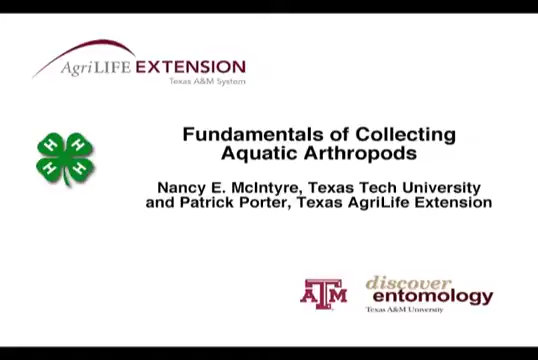 AgriLIFE EXTENSION
Texas A&M System
H H
H H
Fundamentals of Collecting
Aquatic Arthropods
Nancy E. McIntyre, Texas Tech University
and Patrick Porter, Texas AgriLife Extension
ATM
discover
entomology
Texas A&M University